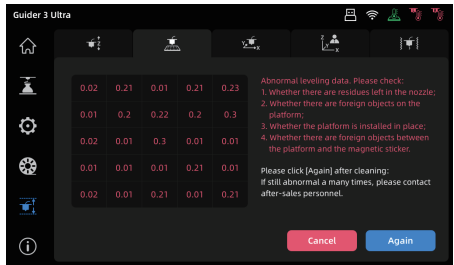 Guider 3 Ultra
0.02 0.21 0.01 0.21 0.23
0.01 0.2 0.22 0.2 0.3
0.02 0.01 0.3 0.01 0.01
0.01 0.01 0.01 0.21 0.01
0.02 0.01 0.21 0.01 0.21
Abnormal leveling data. Please check:
1. Whether there are residues left in the nozzle;
2. Whether there are foreign objects on the
platform;
3. Whether the platform is installed in place;
4. Whether there are foreign objects between
the platform and the magnetic sticker.
Please click [Again] after cleaning:
If still abnormal a many times, please contact
after-sales personnel.
Cancel
Again